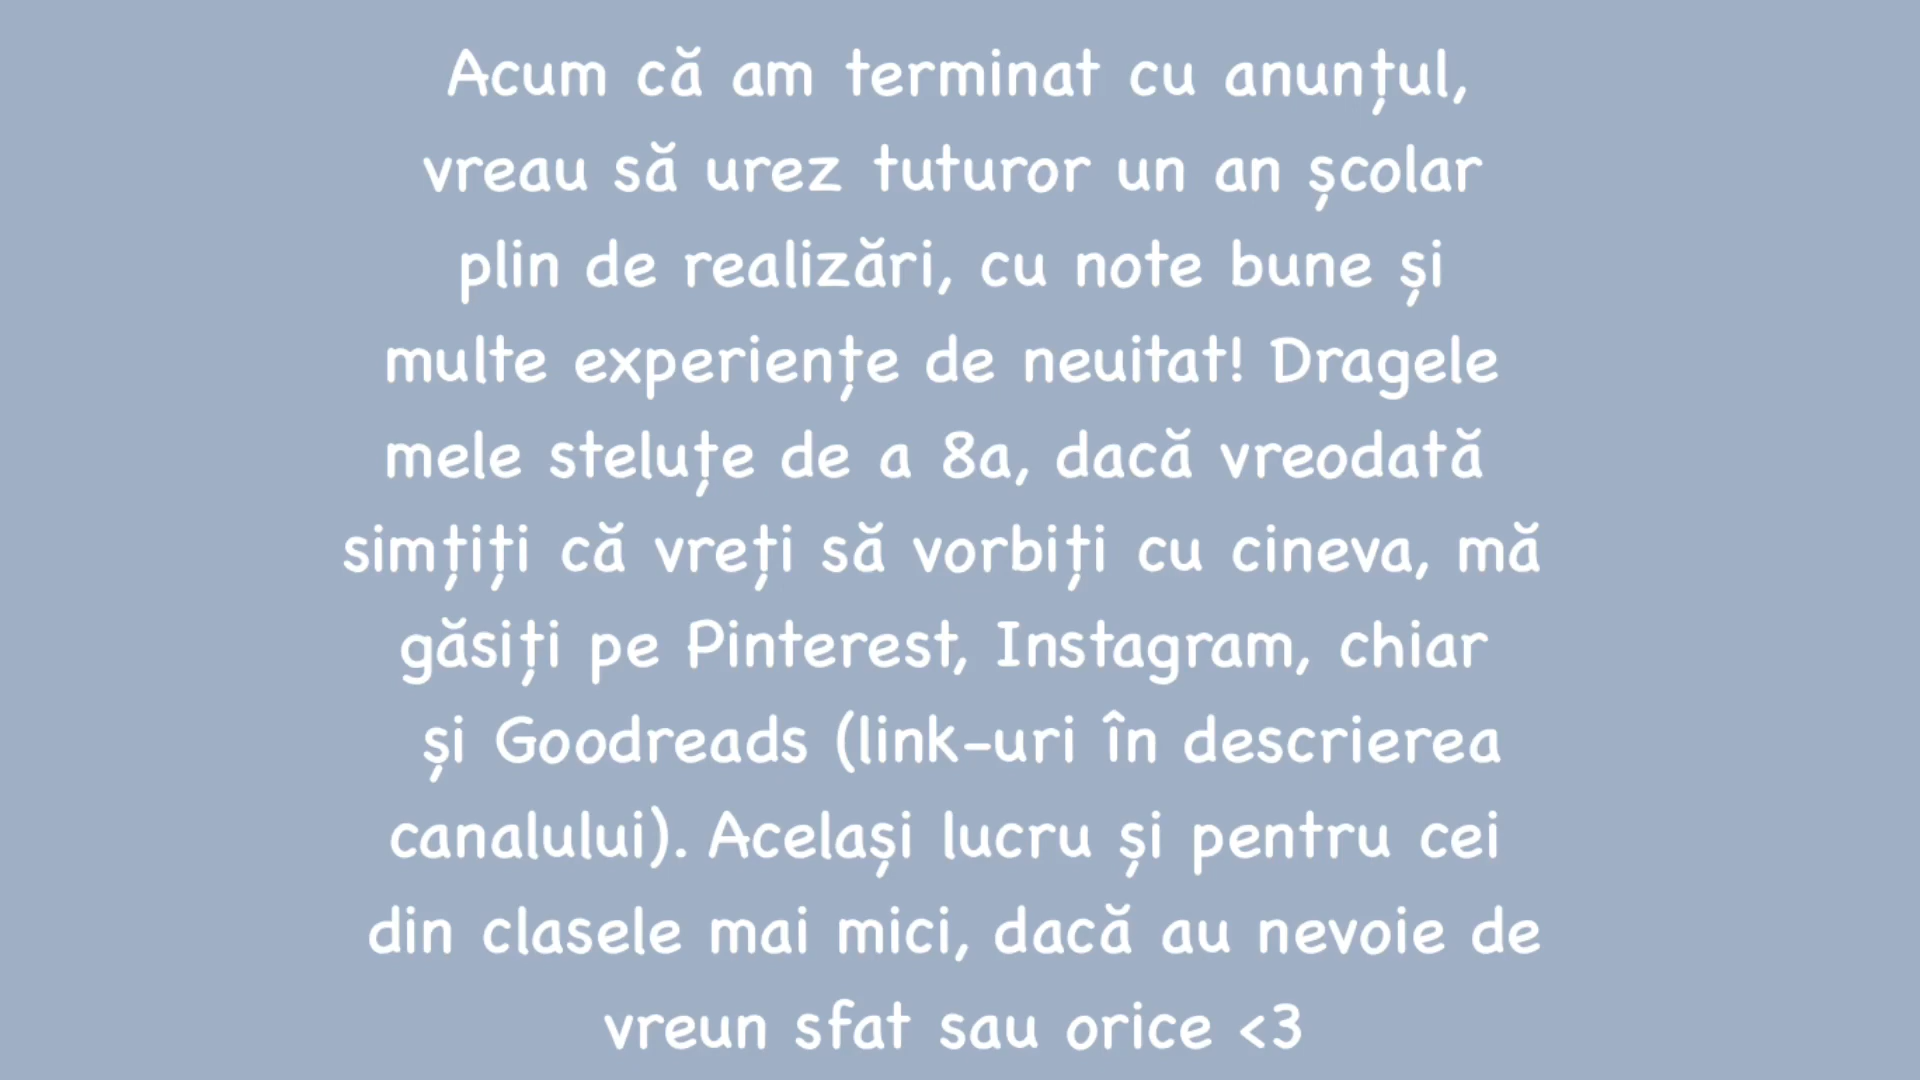 Acum că am terminat cu anunțul,
vreau să urez tuturor un an școlar
plin de realizări, cu note bune și
multe experiențe de neuitat! Dragele
mele steluțe de a 8a, dacă vreodată
simțiți că vreți să vorbiți cu cineva, mă
găsiți pe Pinterest, Instagram, chiar
și Goodreads (link-uri în descrierea
canalului). Același lucru și pentru cei
din clasele mai mici, dacă au nevoie de
vreun sfat sau orice <3